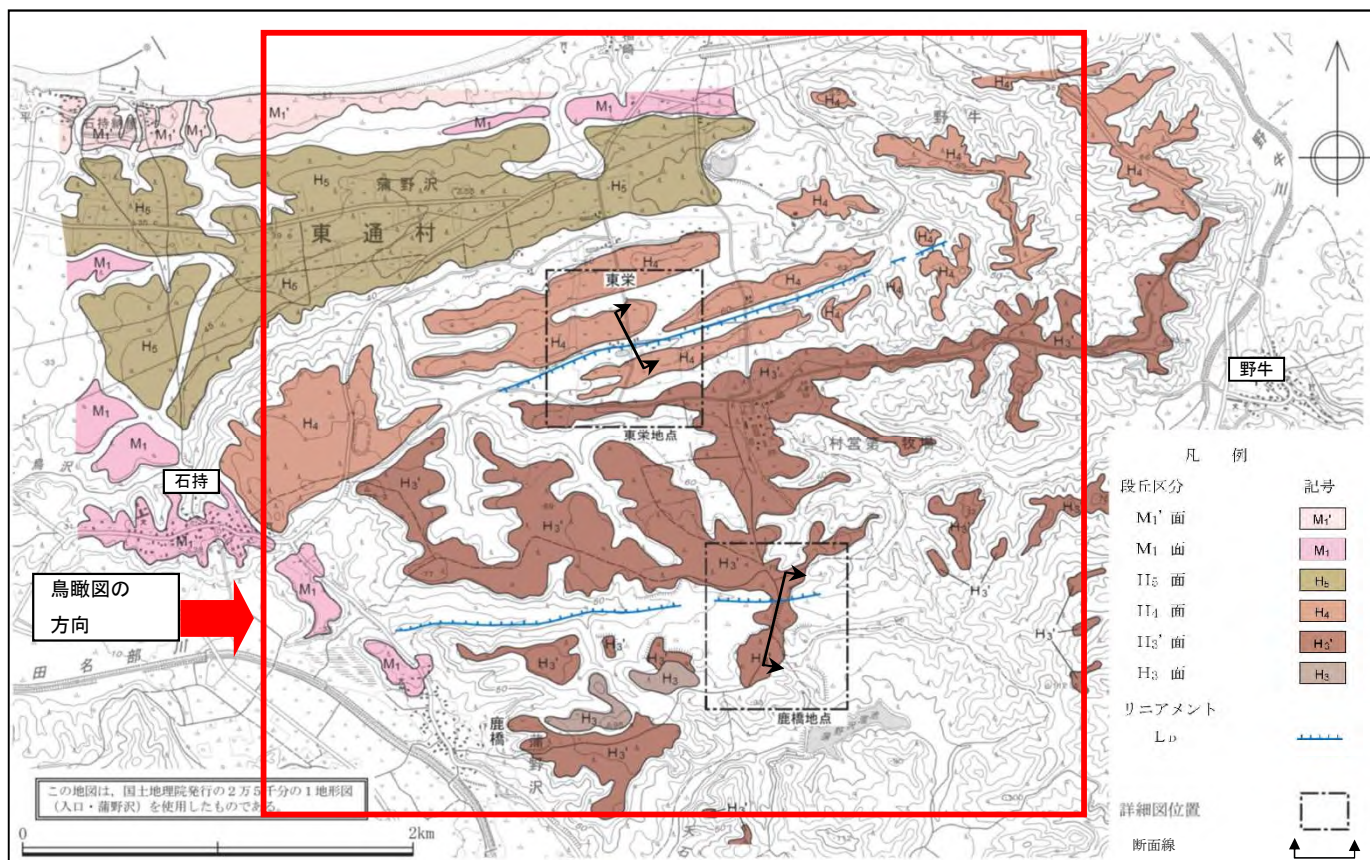 石持
M₁'
M₁'
M₁'
M₁'
M₁
M₁
H₅
蒲野沢
H₅
東通村
H₅
M₁
H₅
M₁
M₁
H₄
野牛
H₄'
H₄
H₄
H₄
H₄
野牛川
東栄
H₄
H₄
H₄
H₄
H₄
H₄
H₄
H₄
H₃'
野牛
東栄地点
村営第一牧場
石持
M₁
H₄
H₃'
H₃'
H₃'
H₃'
H₃'
H₃'
鳥瞰図の
方向
M₁
M₁
H₃'
H₃'
H₃
H₃
H₃'
鹿橋
蒲野沢
鹿橋地点
田名部川
H₃'
凡 例
段丘区分 記号
M₁' 面 M₁'
M₁ 面 M₁
H₅ 面 H₅
H₄ 面 H₄
H₃' 面 H₃'
H₃ 面 H₃
リニアメント
L_D
詳細図位置
断面線
この地図は,国土地理院発行の2万5千分の1地形図
(入口・蒲野沢)を使用したものである。
0 2km